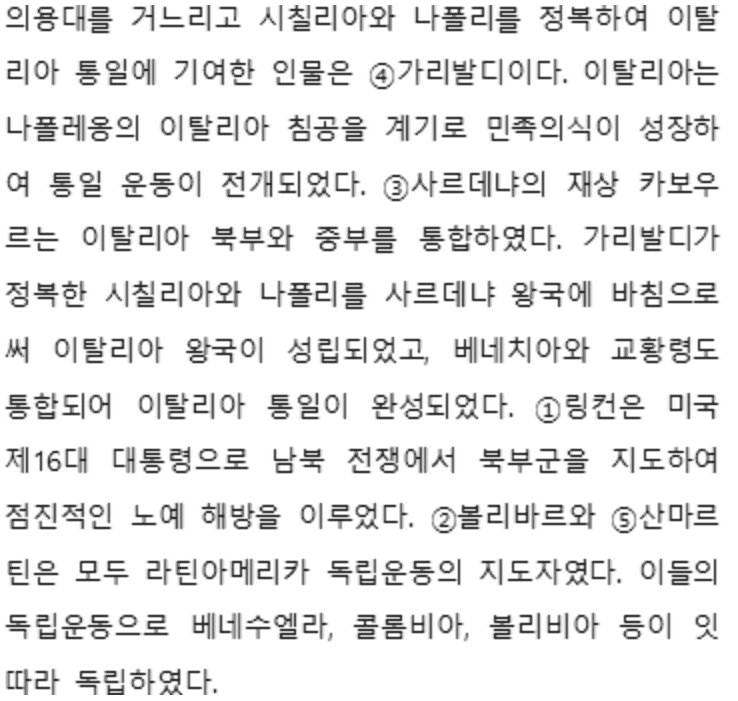 의용대를 거느리고 시칠리아와 나폴리를 정복하여 이탈
리아 통일에 기여한 인물은 ④가리발디이다. 이탈리아는
나폴레옹의 이탈리아 침공을 계기로 민족의식이 성장하
여 통일 운동이 전개되었다. ③사르데냐의 재상 카보우
르는 이탈리아 북부와 중부를 통합하였다. 가리발디가
정복한 시칠리아와 나폴리를 사르데냐 왕국에 바침으로
써 이탈리아 왕국이 성립되었고, 베네치아와 교황령도
통합되어 이탈리아 통일이 완성되었다. ①링컨은 미국
제16대 대통령으로 남북 전쟁에서 북부군을 지도하여
점진적인 노예 해방을 이루었다. ②볼리바르와 ⑤산마르
틴은 모두 라틴아메리카 독립운동의 지도자였다. 이들의
독립운동으로 베네수엘라, 콜롬비아, 볼리비아 등이 잇
따라 독립하였다.